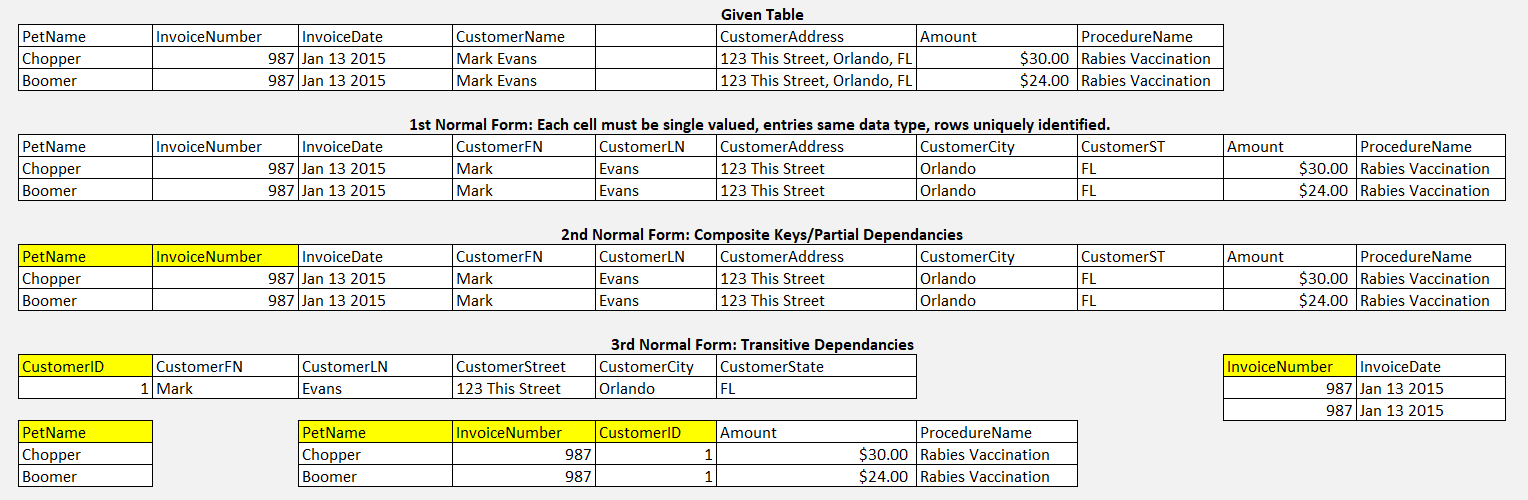 Given Table
PetName InvoiceNumber InvoiceDate CustomerName CustomerAddress Amount ProcedureName
Chopper 987 Jan 13 2015 Mark Evans 123 This Street, Orlando, FL $30.00 Rabies Vaccination
Boomer 987 Jan 13 2015 Mark Evans 123 This Street, Orlando, FL $24.00 Rabies Vaccination
1st Normal Form: Each cell must be single valued, entries same data type, rows uniquely identified.
PetName InvoiceNumber InvoiceDate CustomerFN CustomerLN CustomerAddress CustomerCity CustomerST Amount ProcedureName
Chopper 987 Jan 13 2015 Mark Evans 123 This Street Orlando FL $30.00 Rabies Vaccination
Boomer 987 Jan 13 2015 Mark Evans 123 This Street Orlando FL $24.00 Rabies Vaccination
2nd Normal Form: Composite Keys/Partial Dependancies
PetName InvoiceNumber InvoiceDate CustomerFN CustomerLN CustomerAddress CustomerCity CustomerST Amount ProcedureName
Chopper 987 Jan 13 2015 Mark Evans 123 This Street Orlando FL $30.00 Rabies Vaccination
Boomer 987 Jan 13 2015 Mark Evans 123 This Street Orlando FL $24.00 Rabies Vaccination
3rd Normal Form: Transitive Dependancies
CustomerID CustomerFN CustomerLN CustomerStreet CustomerCity CustomerState
1 Mark Evans 123 This Street Orlando FL
InvoiceNumber InvoiceDate
987 Jan 13 2015
987 Jan 13 2015
PetName
Chopper
Boomer
PetName InvoiceNumber CustomerID Amount ProcedureName
Chopper 987 1 $30.00 Rabies Vaccination
Boomer 987 1 $24.00 Rabies Vaccination